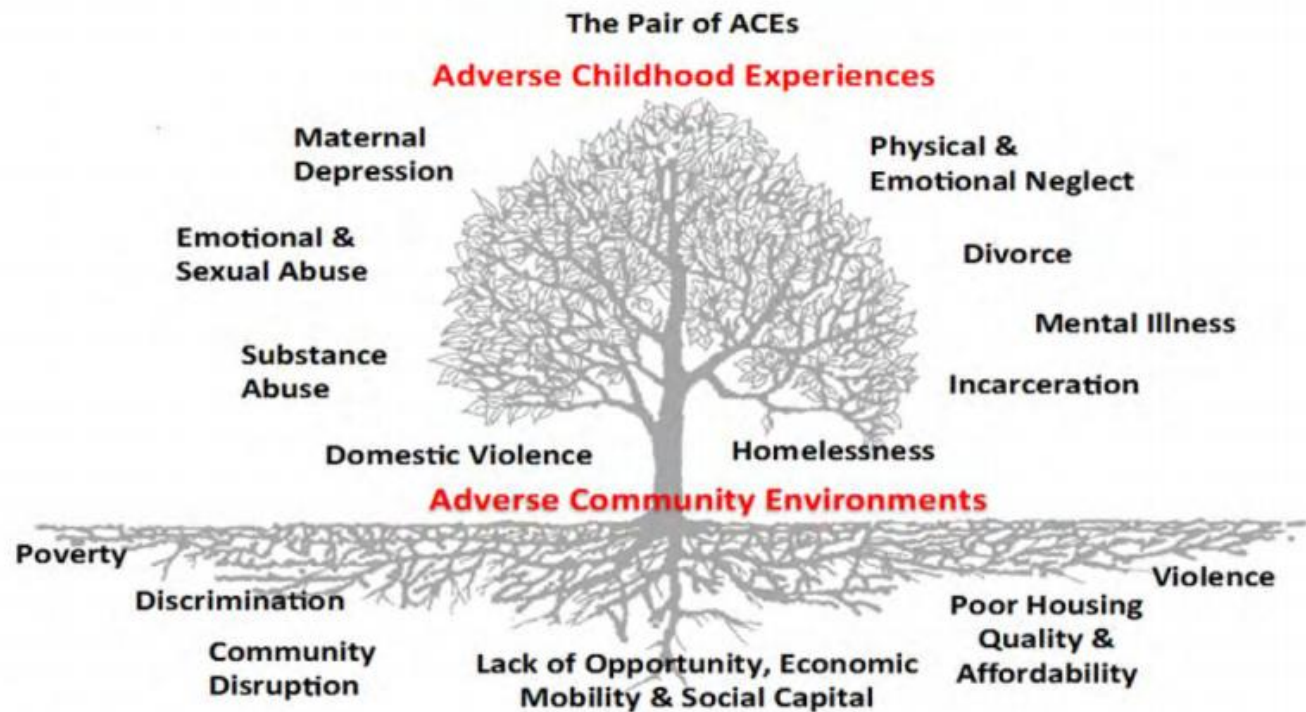 The Pair of ACEs
Adverse Childhood Experiences
Maternal
Depression
Physical &
Emotional Neglect
Emotional &
Sexual Abuse
Divorce
Mental Illness
Substance
Abuse
Incarceration
Domestic Violence
Homelessness
Adverse Community Environments
Poverty
Violence
Discrimination
Poor Housing
Quality &
Affordability
Community
Disruption
Lack of Opportunity, Economic
Mobility & Social Capital